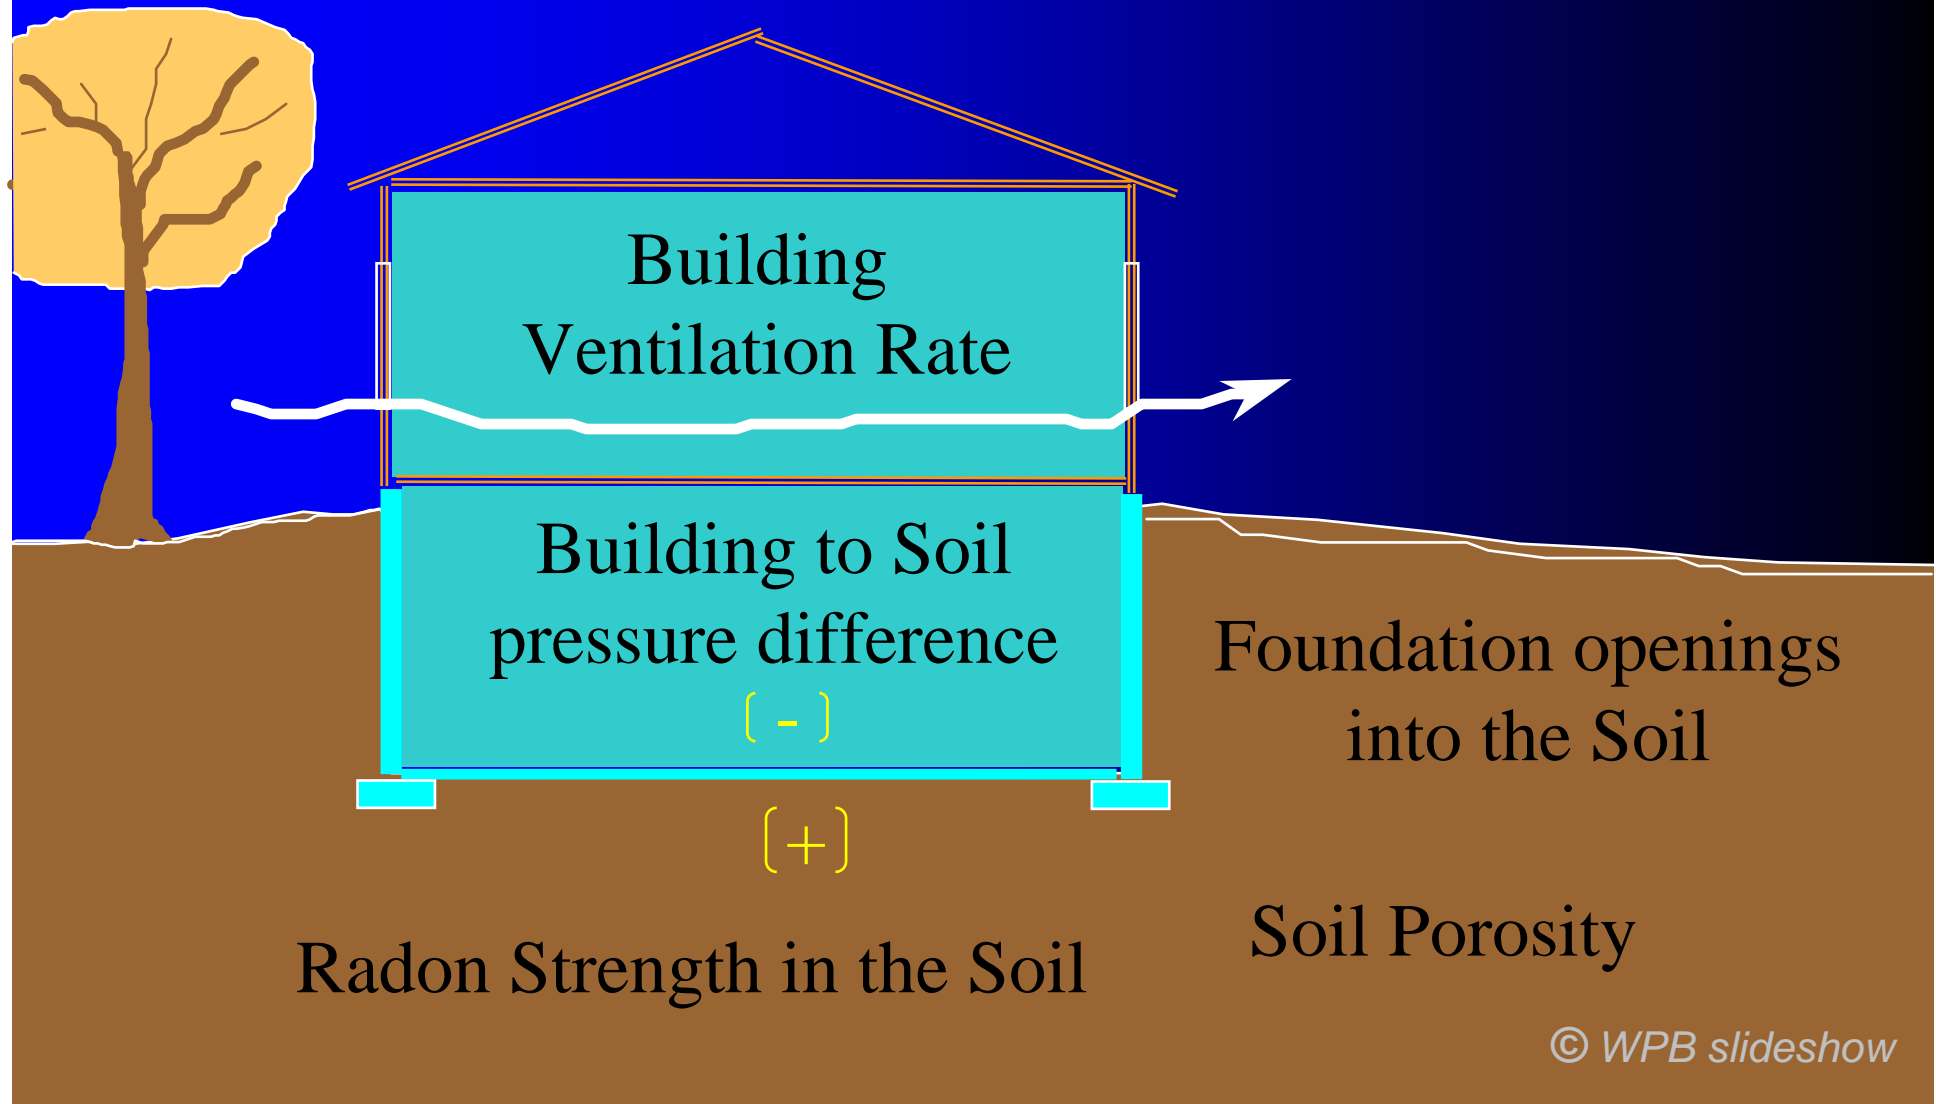 Building
Ventilation Rate
Building to Soil
pressure difference
(-)
(+)
Foundation openings
into the Soil
Soil Porosity
Radon Strength in the Soil
© WPB slideshow